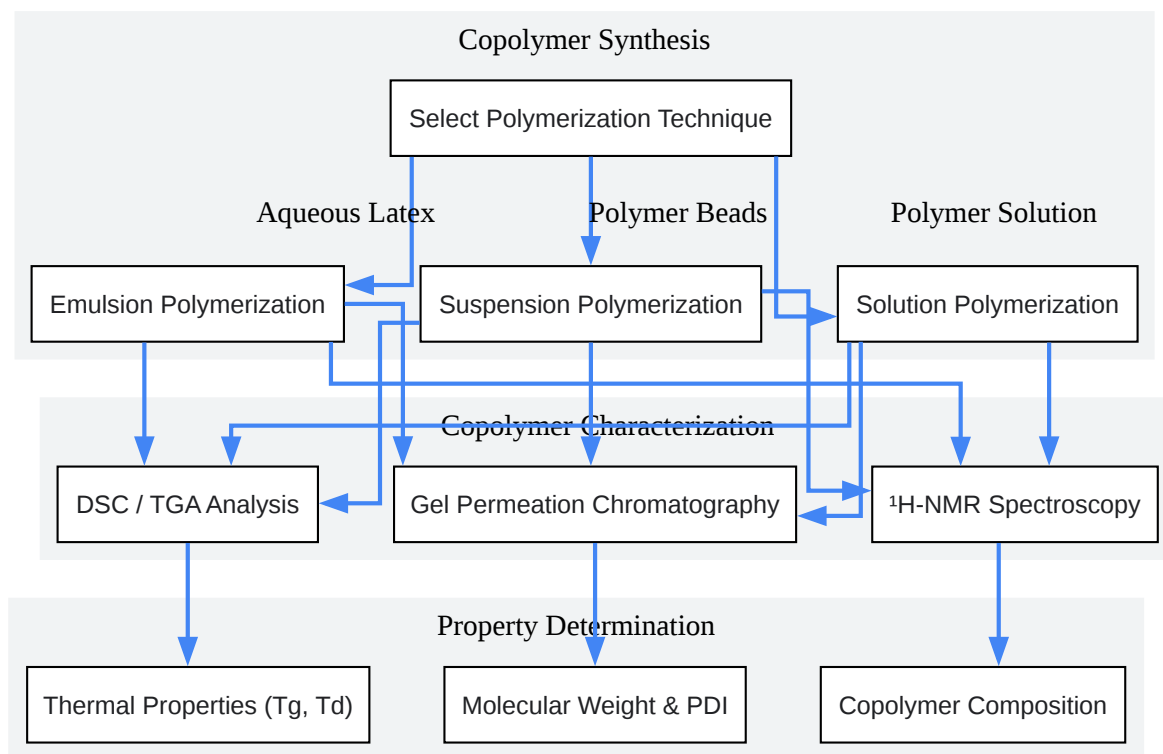 Copolymer Synthesis
Select Polymerization Technique
Aqueous Latex
Polymer Beads
Polymer Solution
Emulsion Polymerization
Suspension Polymerization
Solution Polymerization
Copolymer Characterization
DSC / TGA Analysis
Gel Permeation Chromatography
¹H-NMR Spectroscopy
Property Determination
Thermal Properties (Tg, Td)
Molecular Weight & PDI
Copolymer Composition